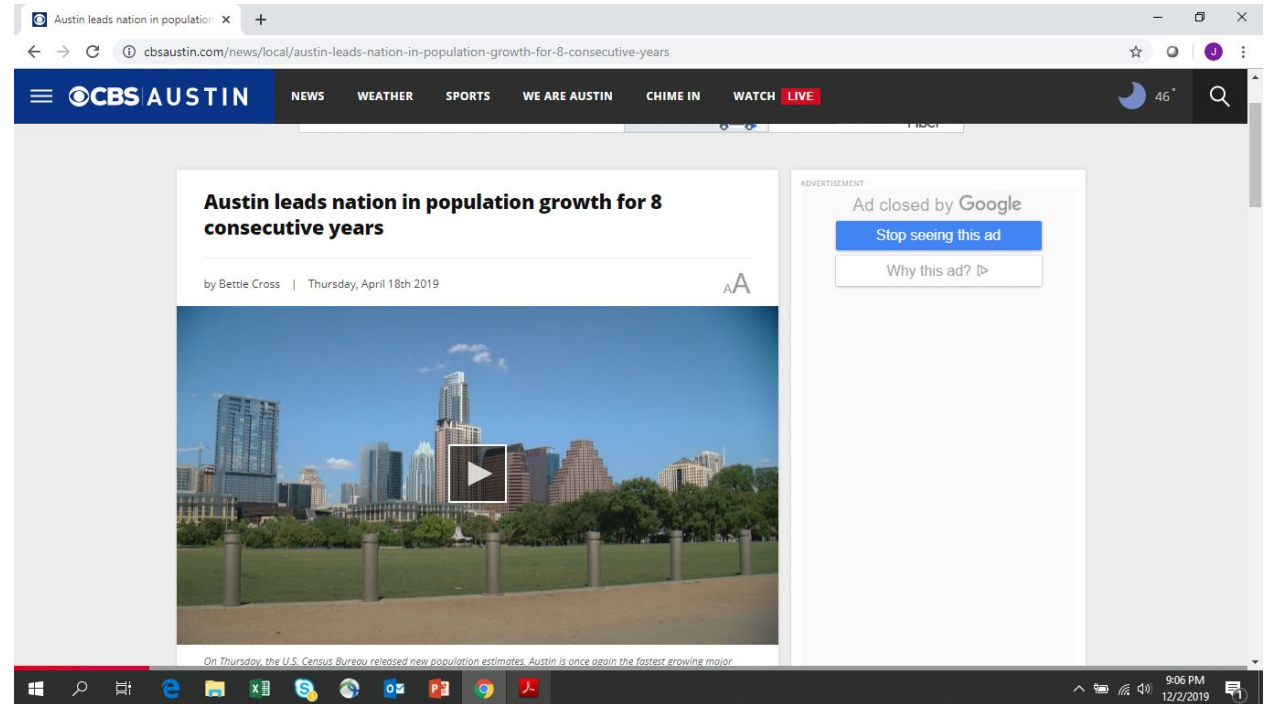 Austin leads nation in population
cbsaustin.com/news/local/austin-leads-nation-in-population-growth-for-8-consecutive-years
J
CBS AUSTIN NEWS WEATHER SPORTS WE ARE AUSTIN CHIME IN WATCH LIVE 46°
Austin leads nation in population growth for 8
consecutive years
by Bettie Cross | Thursday, April 18th 2019 AA
On Thursday, the U.S. Census Bureau released new population estimates. Austin is once again the fastest growing major
ADVERTISEMENT
Ad closed by Google
Stop seeing this ad
Why this ad?
9:06 PM
12/2/2019